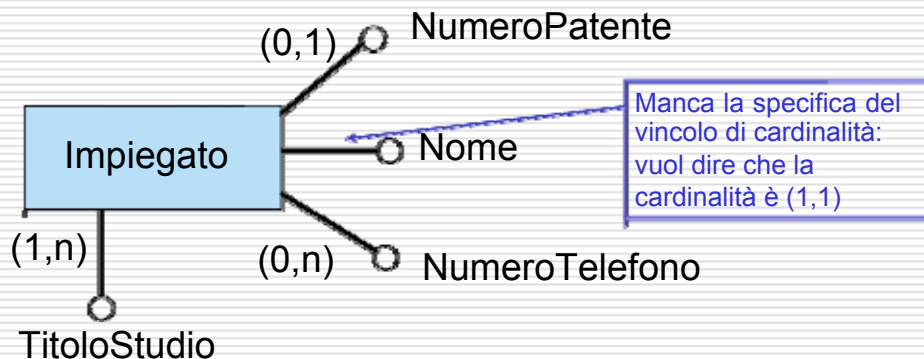 NumeroPatente
(0,1)
Manca la specifica del
vincolo di cardinalità:
vuol dire che la
cardinalità è (1,1)
Impiegato
Nome
(1,n)
(0,n)
NumeroTelefono
TitoloStudio